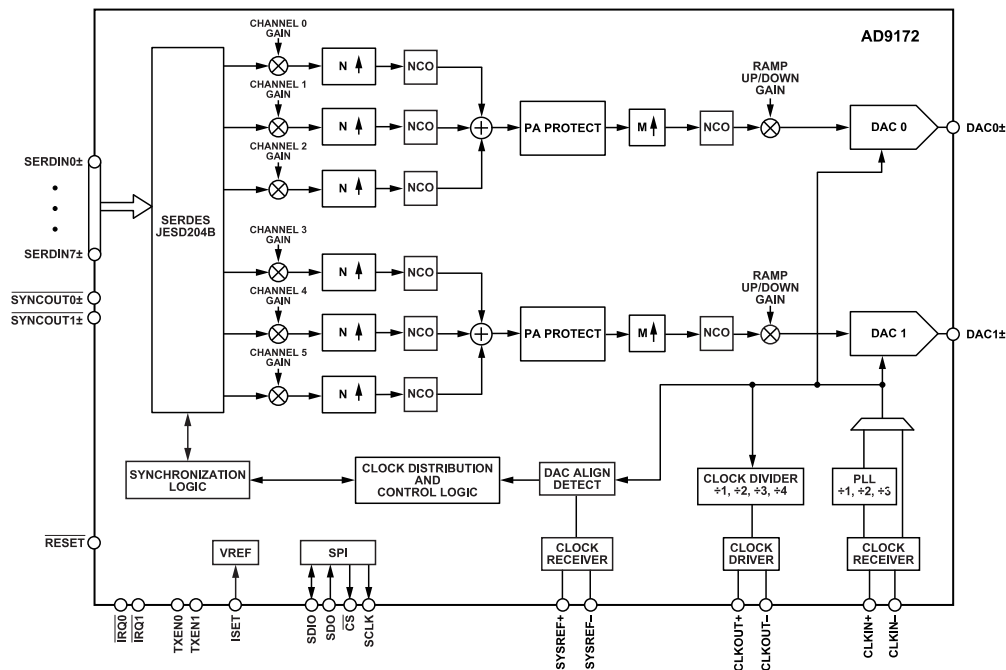 AD9172
CHANNEL 0
GAIN
N
NCO
CHANNEL 1
GAIN
N
NCO
CHANNEL 2
GAIN
N
NCO
PA PROTECT
M
NCO
RAMP
UP/DOWN
GAIN
DAC 0
DAC0±
SERDIN0±
SERDIN7±
SYNCOUT0±
SYNCOUT1±
SERDES
JESD204B
CHANNEL 3
GAIN
N
NCO
CHANNEL 4
GAIN
N
NCO
CHANNEL 5
GAIN
N
NCO
PA PROTECT
M
NCO
RAMP
UP/DOWN
GAIN
DAC 1
DAC1±
SYNCHRONIZATION
LOGIC
CLOCK DISTRIBUTION
AND
CONTROL LOGIC
DAC ALIGN
DETECT
CLOCK DIVIDER
÷1, ÷2, ÷3, ÷4
PLL
÷1, ÷2, ÷3
RESET
VREF
SPI
CLOCK
RECEIVER
CLOCK
DRIVER
CLOCK
RECEIVER
IRQ0
IRQ1
TXEN0
TXEN1
ISET
SDIO
SDO
CS
SCLK
SYSREF+
SYSREF–
CLKOUT+
CLKOUT–
CLKIN+
CLKIN–